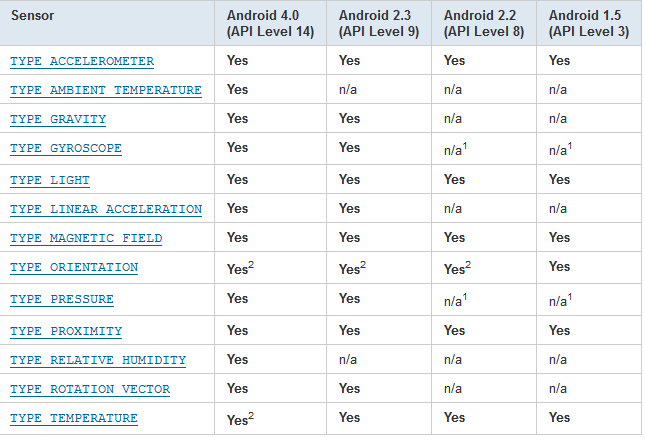 Sensor Android 4.0 Android 2.3 Android 2.2 Android 1.5
(API Level 14) (API Level 9) (API Level 8) (API Level 3)
TYPE_ACCELEROMETER Yes Yes Yes Yes
TYPE_AMBIENT_TEMPERATURE Yes n/a n/a n/a
TYPE_GRAVITY Yes Yes n/a n/a
TYPE_GYROSCOPE Yes Yes n/a¹ n/a¹
TYPE_LIGHT Yes Yes Yes Yes
TYPE_LINEAR_ACCELERATION Yes Yes n/a n/a
TYPE_MAGNETIC_FIELD Yes Yes Yes Yes
TYPE_ORIENTATION Yes² Yes² Yes² Yes
TYPE_PRESSURE Yes Yes n/a¹ n/a¹
TYPE_PROXIMITY Yes Yes Yes Yes
TYPE_RELATIVE_HUMIDITY Yes n/a n/a n/a
TYPE_ROTATION_VECTOR Yes Yes n/a n/a
TYPE_TEMPERATURE Yes² Yes Yes Yes